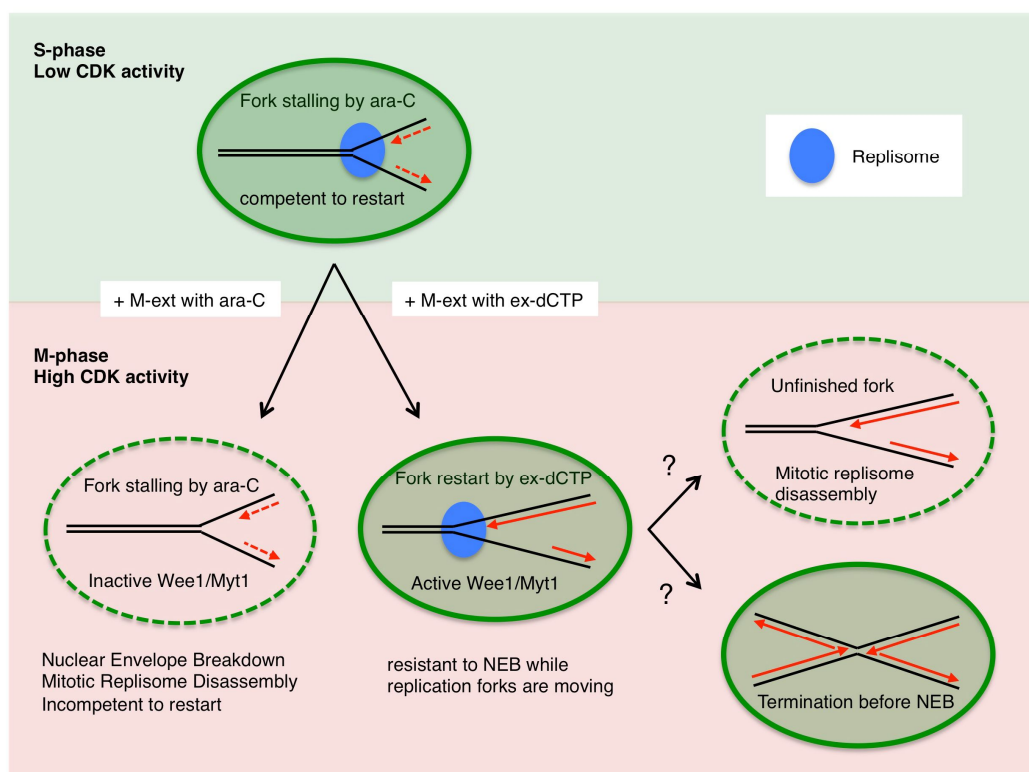 S-phase
Low CDK activity
Fork stalling by ara-C
competent to restart
Replisome
+ M-ext with ara-C
+ M-ext with ex-dCTP
M-phase
High CDK activity
Fork stalling by ara-C
Inactive Wee1/Myt1
Nuclear Envelope Breakdown
Mitotic Replisome Disassembly
Incompetent to restart
Fork restart by ex-dCTP
Active Wee1/Myt1
resistant to NEB while
replication forks are moving
?
?
Unfinished fork
Mitotic replisome
disassembly
Termination before NEB